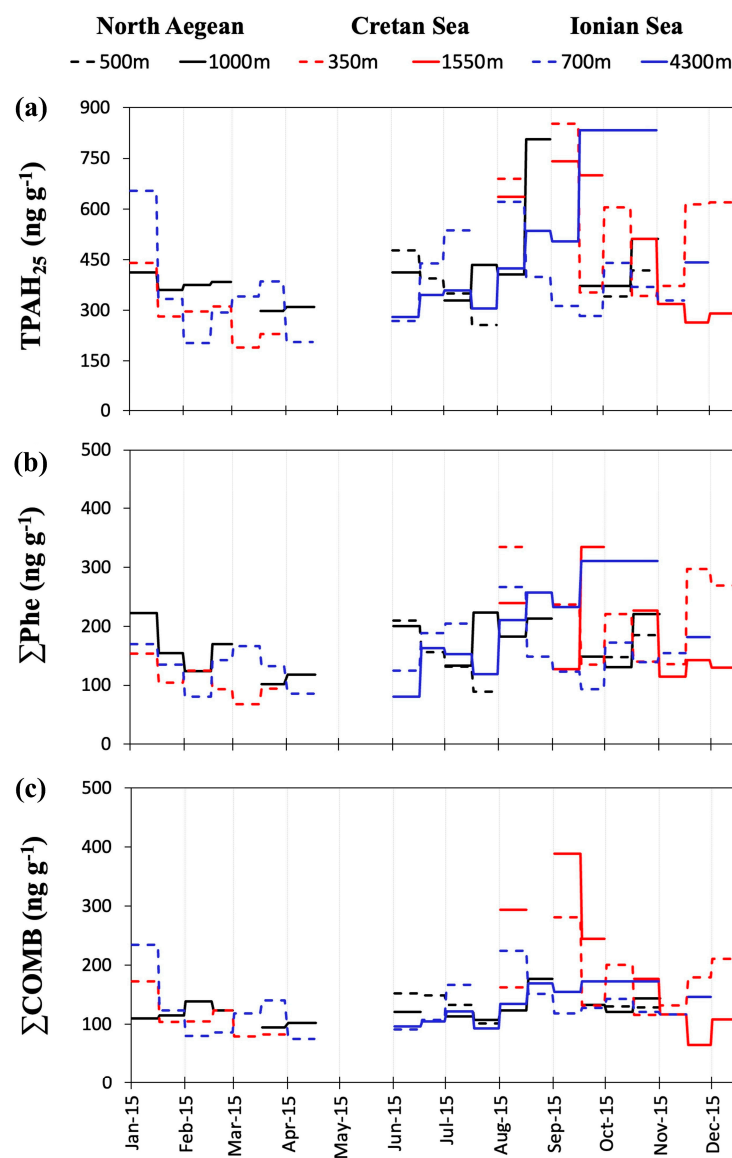 North Aegean Cretan Sea Ionian Sea
500m 1000m 350m 1550m 700m 4300m
(a)
TPAH25 (ng g-1)
900
750
600
450
300
150
0
(b)
∑Phe (ng g-1)
500
400
300
200
100
0
(c)
∑COMB (ng g-1)
500
400
300
200
100
0
Jan-15 Feb-15 Mar-15 Apr-15 May-15 Jun-15 Jul-15 Aug-15 Sep-15 Oct-15 Nov-15 Dec-15